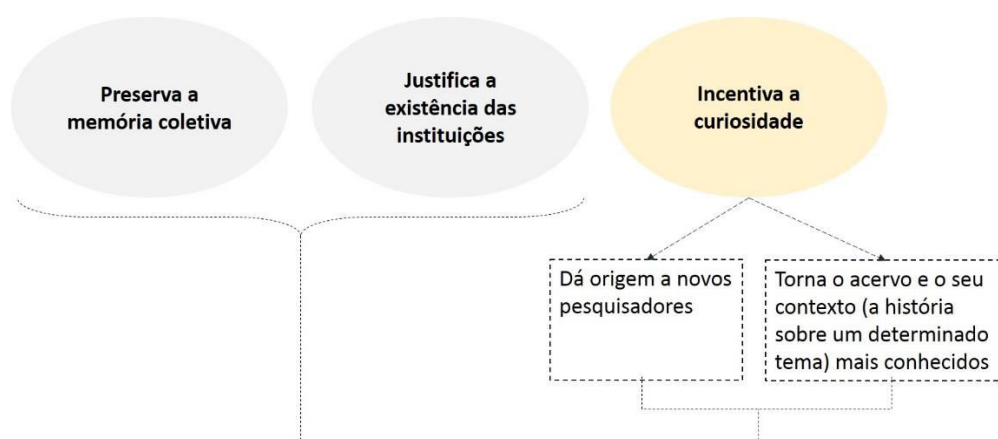 Preserva a
memória coletiva
Justifica a
existência das
instituições
Incentiva a
curiosidade
Dá origem a novos
pesquisadores
Torna o acervo e o seu
contexto (a história
sobre um determinado
tema) mais conhecidos